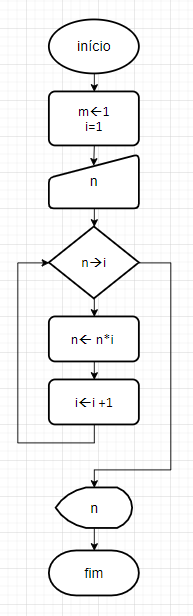 início
m←1
i=1
n
n→i
n← n*i
i←i +1
n
fim